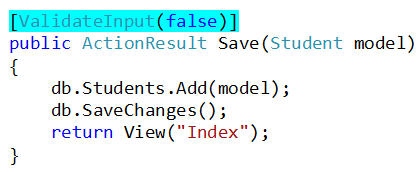 [ValidateInput(false)]
public ActionResult Save(Student model)
{
    db.Students.Add(model);
    db.SaveChanges();
    return View("Index");
}